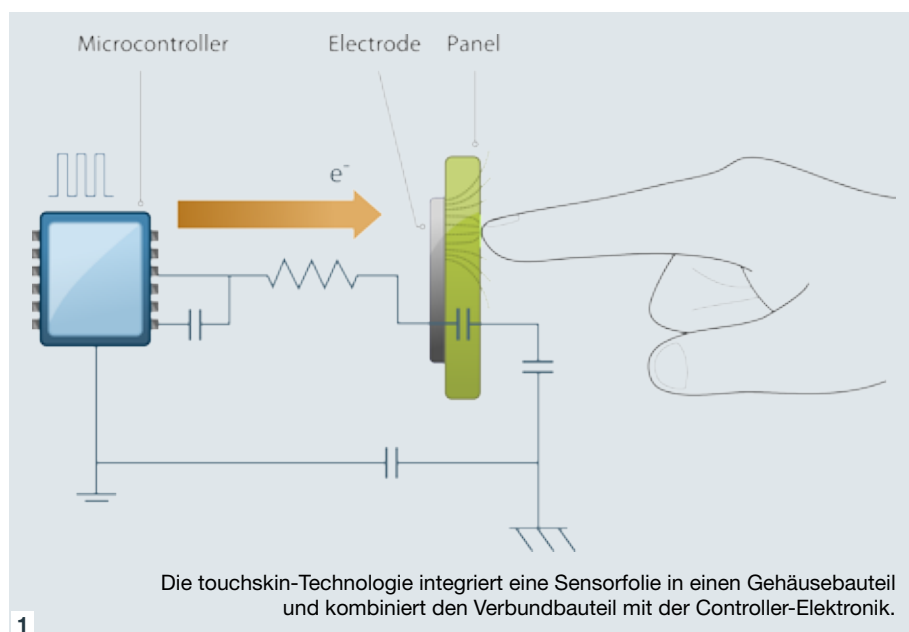 Microcontroller
Electrode
Panel
e⁻
Die touchskin-Technologie integriert eine Sensorfolie in einen Gehäusebauteil
und kombiniert den Verbundbauteil mit der Controller-Elektronik.
1